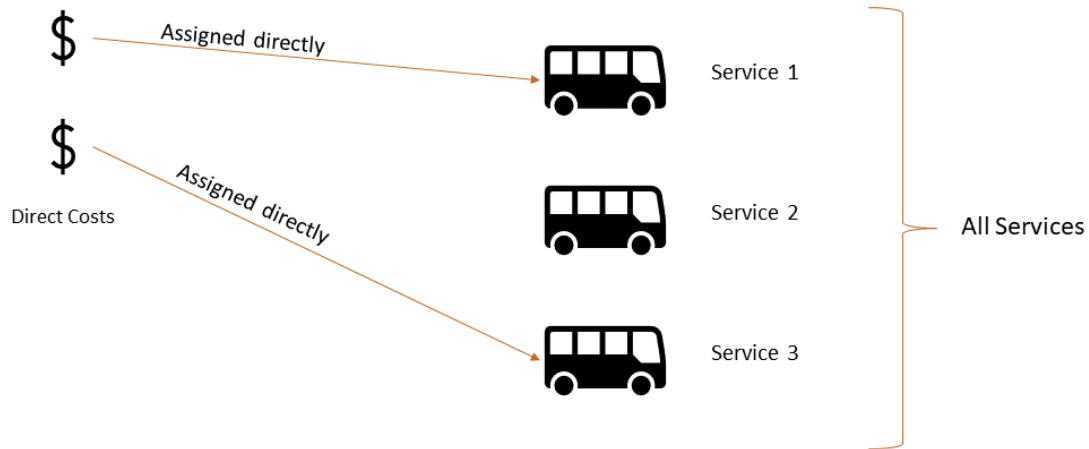 $
Assigned directly
Service 1
$
Assigned directly
Direct Costs
Service 2
All Services
Service 3